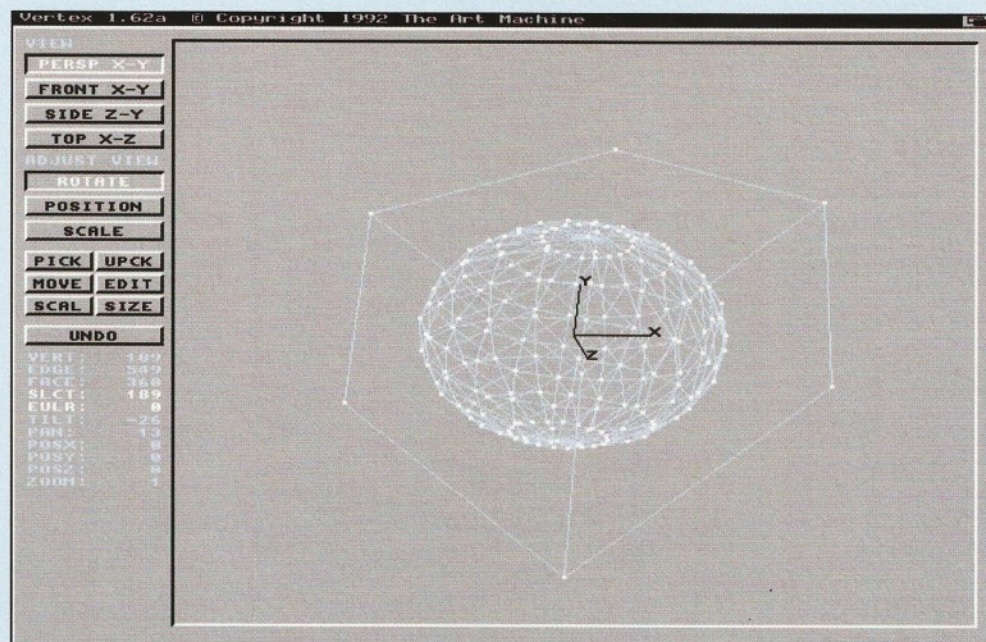 Vertex 1.62a © Copyright 1992 The Art Machine
VIEW
PERSP X-Y
FRONT X-Y
SIDE Z-Y
TOP X-Z
ADJUST VIEW
ROTATE
POSITION
SCALE
PICK UPCK
MOVE EDIT
SCAL SIZE
UNDO
VERT: 189
EDGE: 549
FACE: 360
SLCT: 189
EULR: 0
TILT: -26
PAN: 13
POSX: 0
POSY: 0
POSZ: 0
ZOOM: 1
Y
X
Z